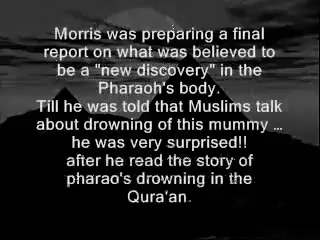 Morris was preparing a final
report on what was believed to
be a "new discovery" in the
Pharaoh's body.
Till he was told that Muslims talk
about drowning of this mummy ...
he was very surprised!!
after he read the story of
pharao's drowning in the
Qura'an.